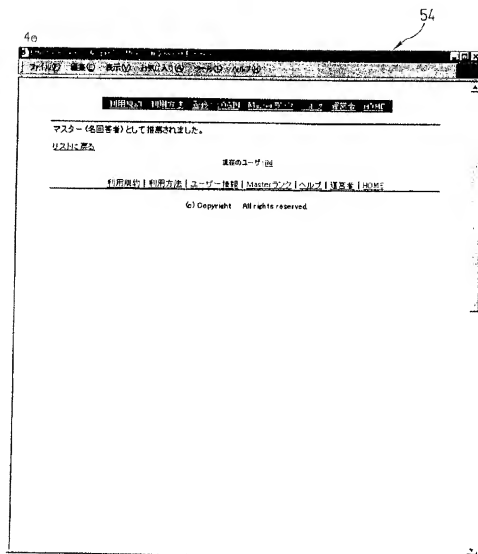 54
4e
ファイル(F) 編集(E) 表示(V) お気に入り(A) ツール(T) ヘルプ(H)
利用規約 利用方法 登録 LOGIN Masterランク ヘルプ 運営者 HOME
マスター(名回答者)として推薦されました。
リストに戻る
現在のユーザ:
利用規約 | 利用方法 | ユーザー情報 | Masterランク | ヘルプ | 運営者 | HOME
(c) Copyright All rights reserved.